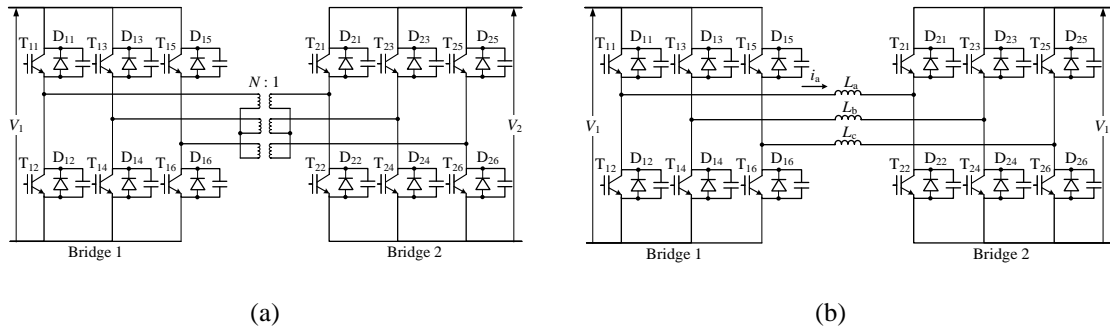 T11 D11 T13 D13 T15 D15 T21 D21 T23 D23 T25 D25
N : 1
V1 V2
T12 D12 T14 D14 T16 D16 T22 D22 T24 D24 T26 D26
Bridge 1 Bridge 2
(a)
T11 D11 T13 D13 T15 D15 T21 D21 T23 D23 T25 D25
ia La
Lb
V1 V1
Lc
T12 D12 T14 D14 T16 D16 T22 D22 T24 D24 T26 D26
Bridge 1 Bridge 2
(b)